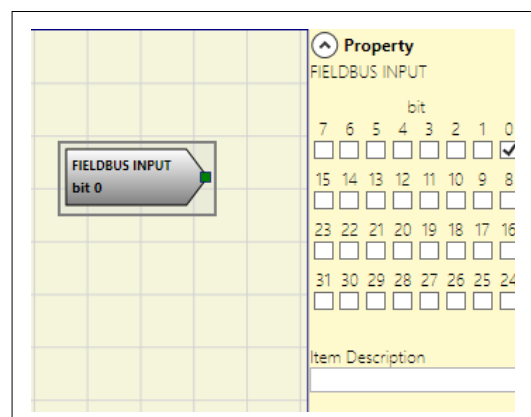 Property
FIELDBUS INPUT
bit
7 6 5 4 3 2 1 0
15 14 13 12 11 10 9 8
23 22 21 20 19 18 17 16
31 30 29 28 27 26 25 24
Item Description
FIELDBUS INPUT
bit 0